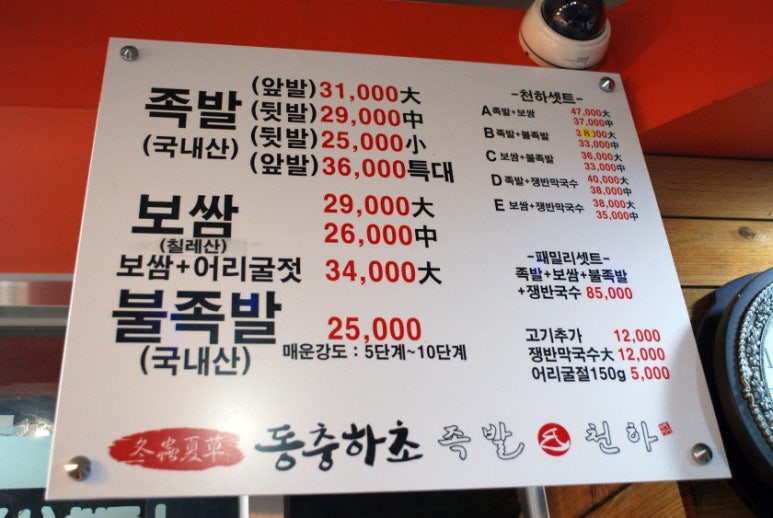 족발
(국내산)
(앞발)31,000大
(뒷발)29,000中
(뒷발)25,000小
(앞발)36,000특대
보쌈
(칠레산)
29,000大
26,000中
보쌈+어리굴젓 34,000大
불족발
(국내산)
25,000
매운강도 : 5단계~10단계
-천하셋트-
A 족발+보쌈 47,000大
37,000中
B 족발+불족발 38,000大
33,000中
C 보쌈+불족발 36,000大
33,000中
D 족발+쟁반막국수 40,000大
38,000中
E 보쌈+쟁반막국수 38,000大
35,000中
-패밀리셋트-
족발+보쌈+불족발
+쟁반국수 85,000
고기추가 12,000
쟁반막국수大 12,000
어리굴절150g 5,000
冬蟲夏草 동충하초 족발 천하